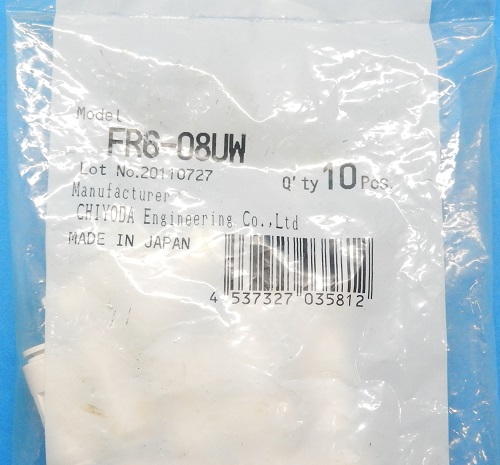 Model
FR6-08UW
Lot No.20110727
Q'ty 10 Pcs.
Manufacturer
CHIYODA Engineering Co.,Ltd
MADE IN JAPAN
4 537327 035812